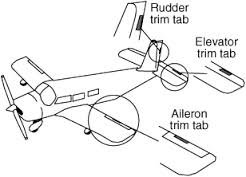 Rudder
trim tab
Elevator
trim tab
Aileron
trim tab